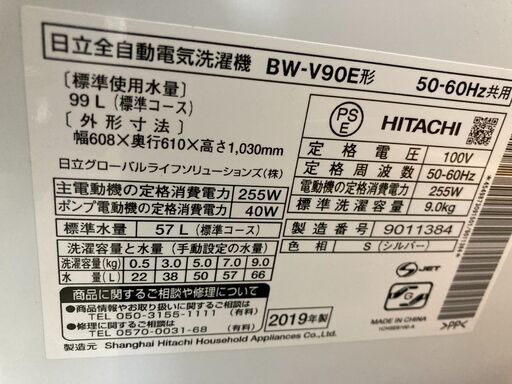 日立全自動電気洗濯機 BW-V90E形 50-60Hz共用
〔標準使用水量〕
99 L（標準コース）
〔外形寸法〕
幅608×奥行610×高さ1,030mm
日立グローバルライフソリューションズ(株)
主電動機の定格消費電力 255W
ポンプ電動機の定格消費電力 40W
標準水量 57 L（標準コース）
洗濯容量と水量（手動設定の水量）
洗濯容量(kg) 0.5 3.0 5.0 7.0 9.0
水量(L) 22 38 50 57 66
商品に関するご相談や修理について
●商品情報やお取り扱いに関するご相談
TEL 050-3155-1111（有料）
●修理に関するご相談
TEL 0570-0031-68（有料）
製造元 Shanghai Hitachi Household Appliances Co.,Ltd.
PSE
HITACHI
定格電圧 100V
定格周波数 50-60Hz
電動機の定格消費電力 255W
標準洗濯容量 9.0kg
製造番号 9011384
色相 S（シルバー）
S-JET
2019年製
MADE IN CHINA
>PP<